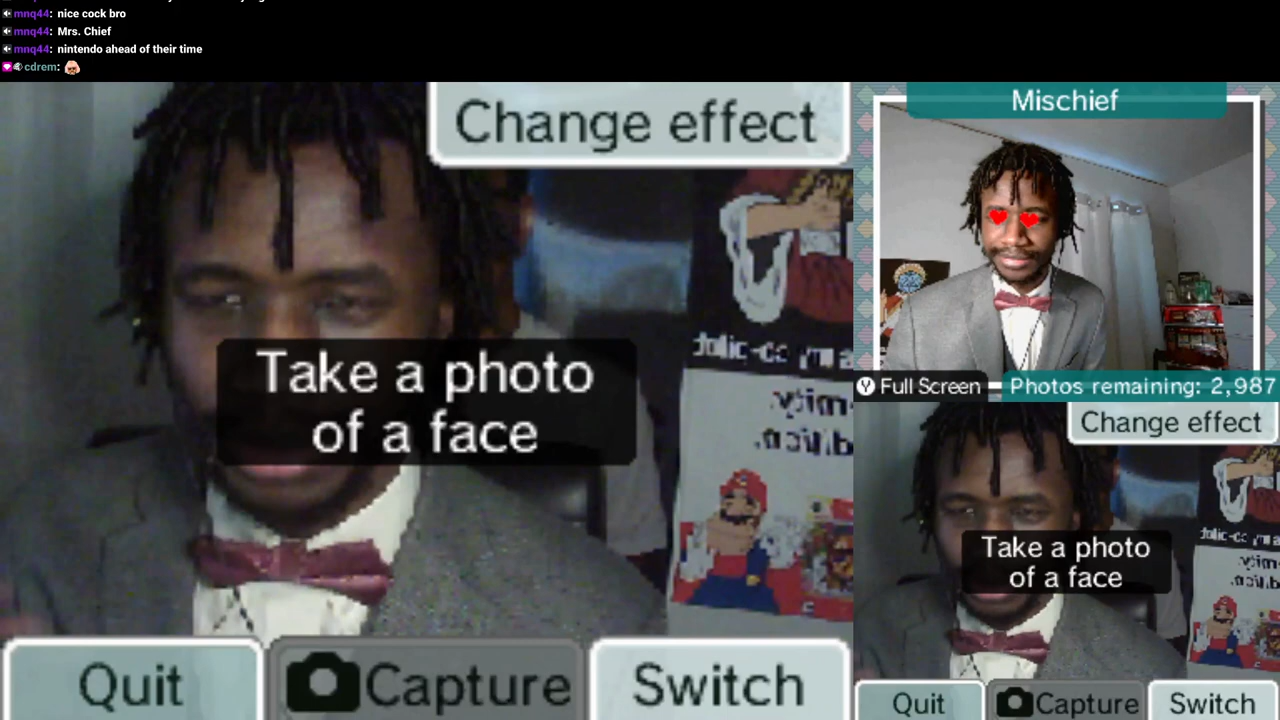 mnq44: nice cock bro
mnq44: Mrs. Chief
mnq44: nintendo ahead of their time
cdrem:
Change effect
Take a photo
of a face
Quit
Capture
Switch
Mischief
Y Full Screen
Photos remaining: 2,987
Change effect
Take a photo
of a face
Quit
Capture
Switch